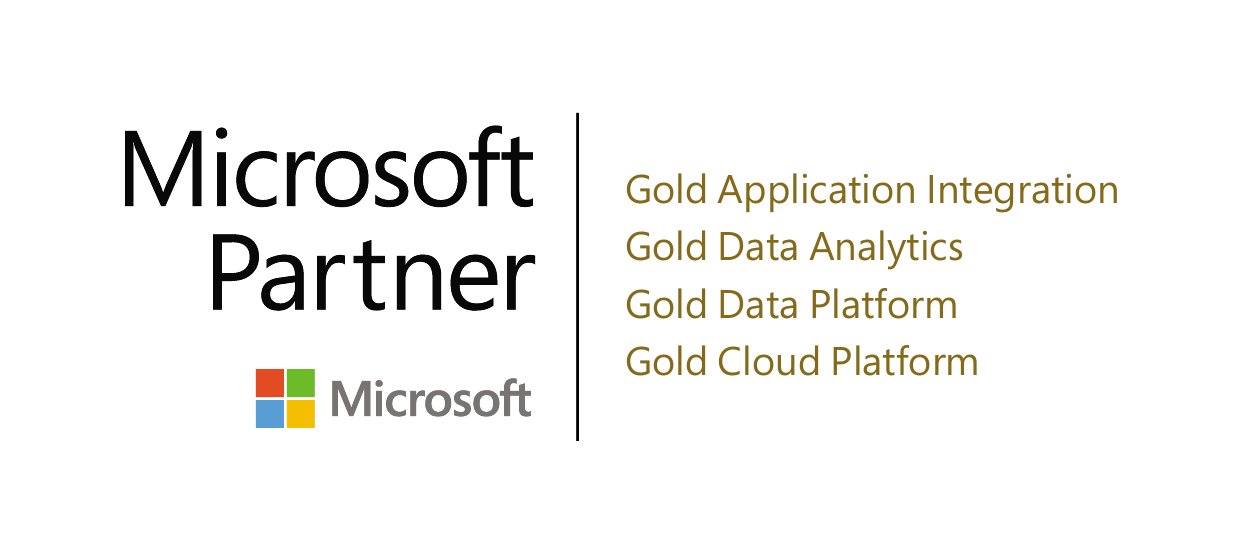 Microsoft
Partner
Microsoft
Gold Application Integration
Gold Data Analytics
Gold Data Platform
Gold Cloud Platform